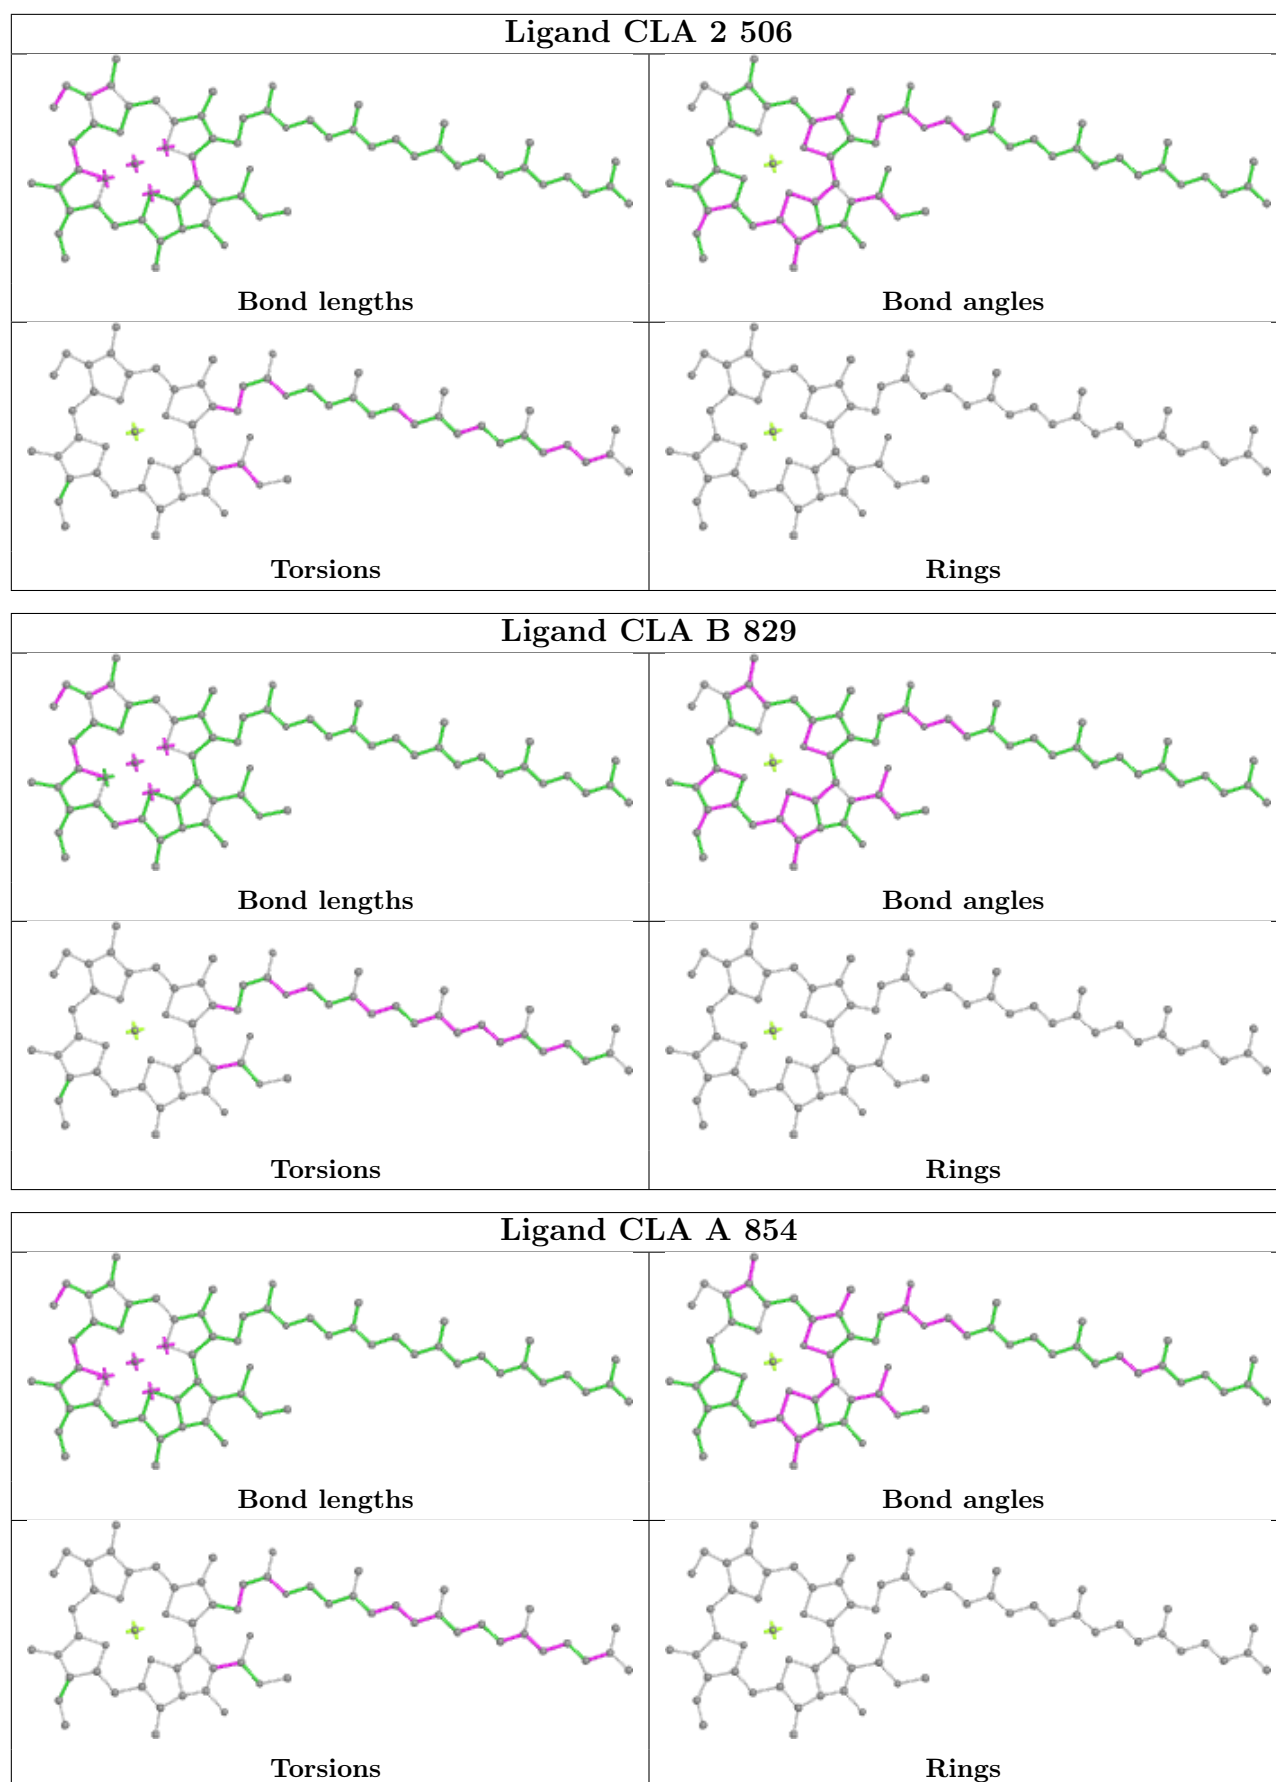 Ligand CLA 2 506
Bond lengths
Bond angles
Torsions
Rings
Ligand CLA B 829
Bond lengths
Bond angles
Torsions
Rings
Ligand CLA A 854
Bond lengths
Bond angles
Torsions
Rings